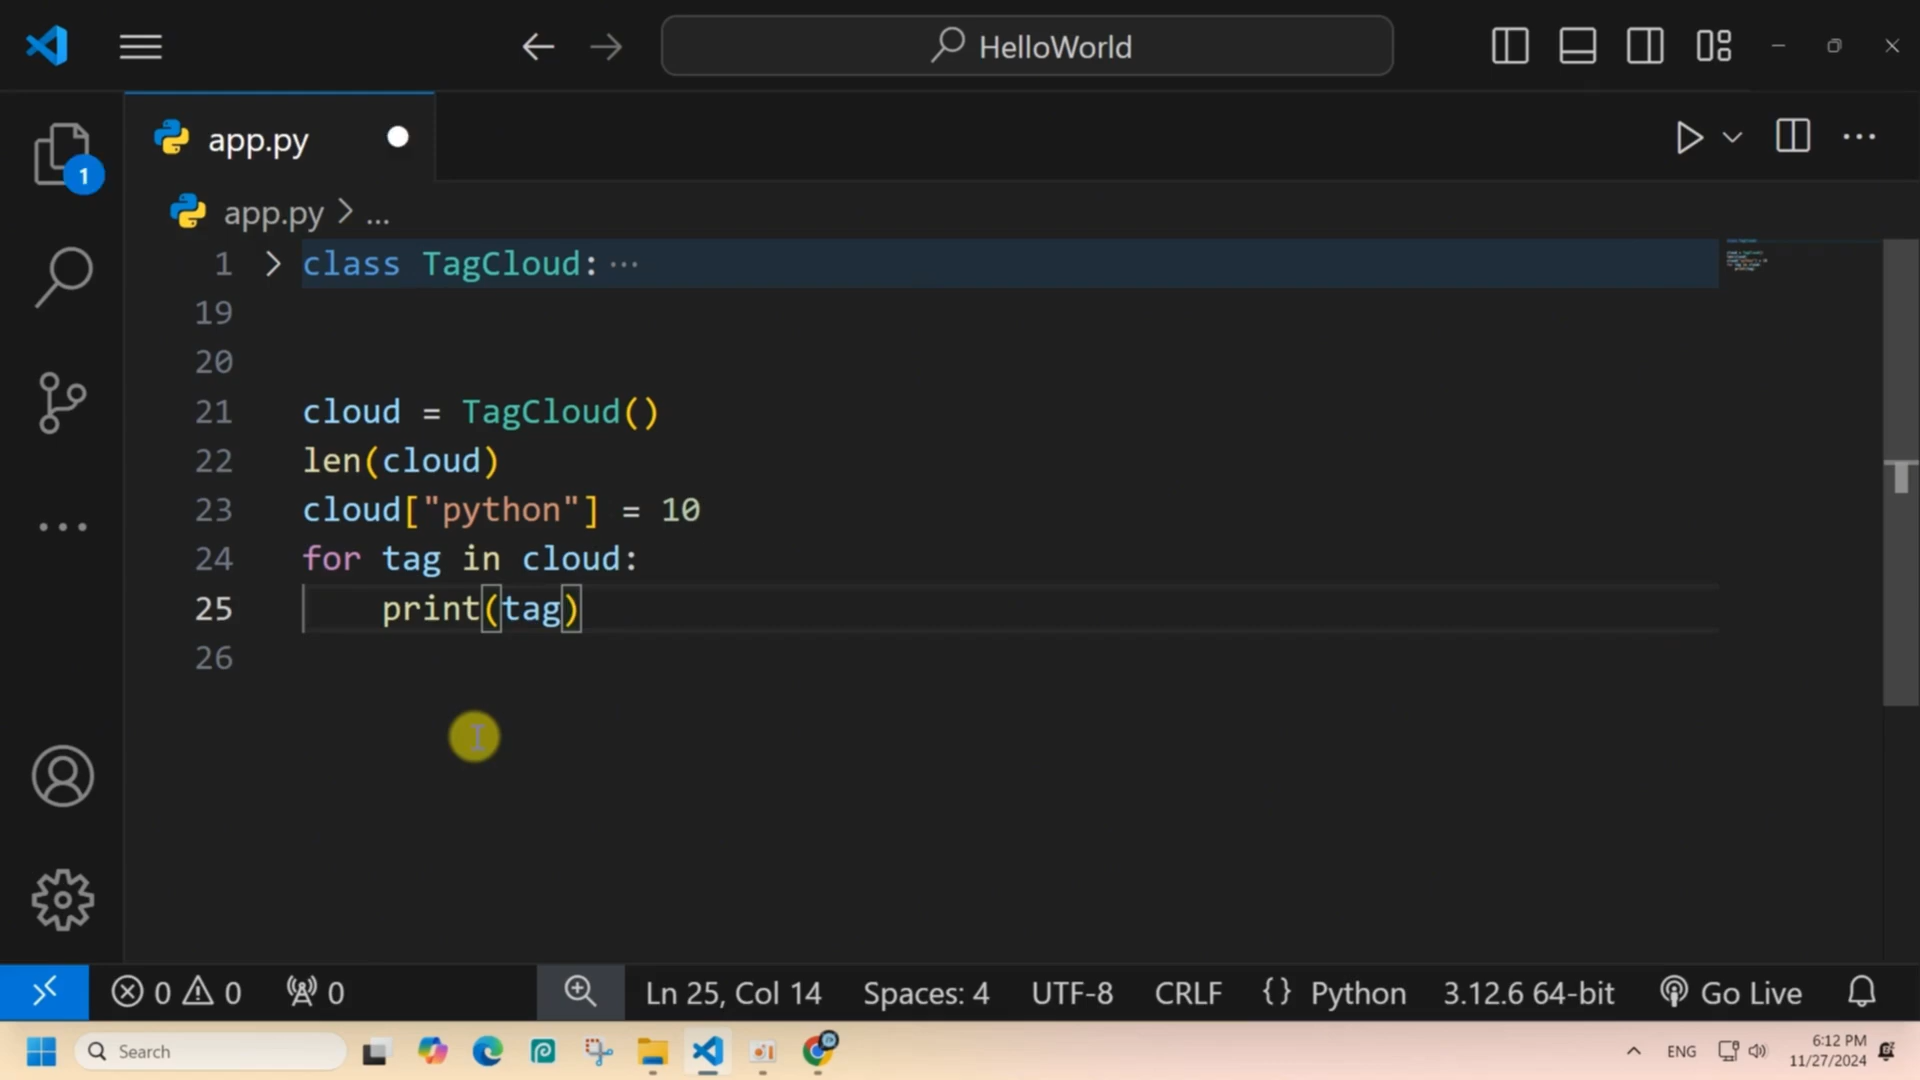 HelloWorld
1
app.py
app.py > ...
1 > class TagCloud: ...
19
20
21 cloud = TagCloud()
22 len(cloud)
23 cloud["python"] = 10
24 for tag in cloud:
25 print(tag)
26
0 0 0 Ln 25, Col 14 Spaces: 4 UTF-8 CRLF {} Python 3.12.6 64-bit Go Live
Search ENG 6:12 PM
11/27/2024